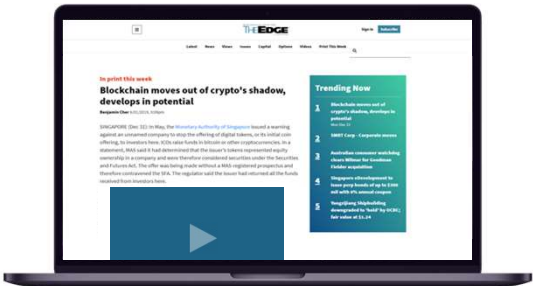 THE EDGE
Sign in Subscribe
Latest News Views Issues Capital Options Videos Print This Week
In print this week
Blockchain moves out of crypto's shadow,
develops in potential
Benjamin Cher
SINGAPORE (Dec 31): In May, the Monetary Authority of Singapore issued a warning
against an unnamed company to stop the offering of digital tokens, or its initial coin
offering, to investors here. ICOs raise funds in bitcoin or other cryptocurrencies. In a
statement, MAS said it had determined that the issuer's tokens represented equity
ownership in a company and were therefore considered securities under the Securities
and Futures Act. The offer was being made without a MAS-registered prospectus and
therefore contravened the SFA. The regulator said the issuer had returned all the funds
received from investors here.
Trending Now
1 Blockchain moves out of
crypto's shadow, develops in
potential
Mon Dec 31
2 SMRT Corp - Corporate moves
3 Australian consumer watchdog
clears Wilmar for Goodman
Fielder acquisition
4 Singapore eDevelopment to
issue perp bonds of up to $200
mil with 9% annual coupon
5 Yangzijiang Shipbuilding
downgraded to 'hold' by OCBC;
fair value at $1.24